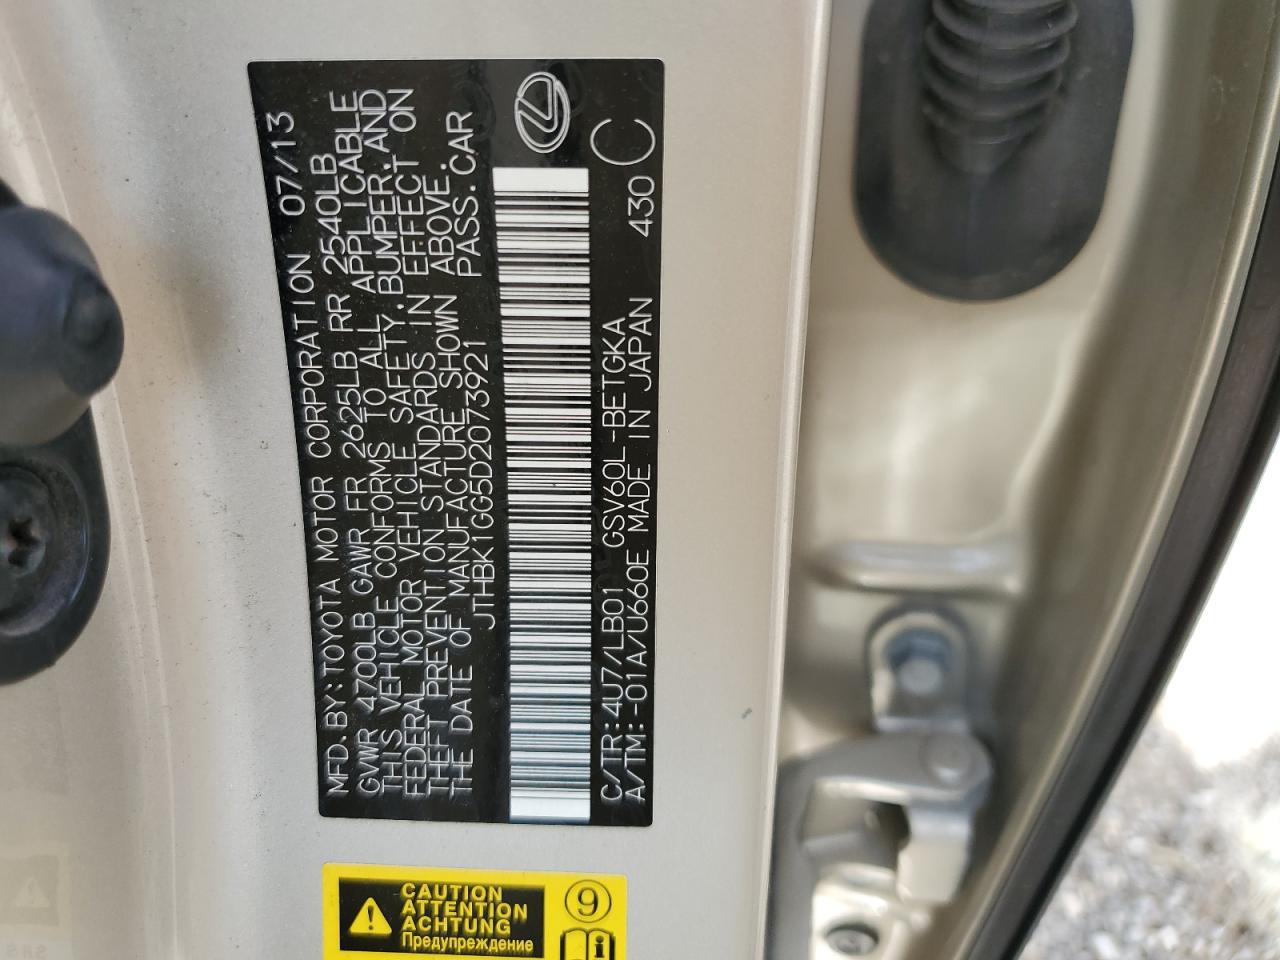 MFD.BY:TOYOTA MOTOR CORPORATION 07/13
GVWR 4700LB GAWR FR 2625LB RR 2540LB
THIS VEHICLE CONFORMS TO ALL APPLICABLE
FEDERAL MOTOR VEHICLE SAFETY,BUMPER,AND
THEFT PREVENTION STANDARDS IN EFFECT ON
THE DATE OF MANUFACTURE SHOWN ABOVE.
JTHBK1GG5D2073921 PASS.CAR
C/TR:4U7/LB01 GSV60L-BETGKA
A/TM:-01A/U660E MADE IN JAPAN 430 C
CAUTION
ATTENTION
ACHTUNG
Предупреждение
9
i